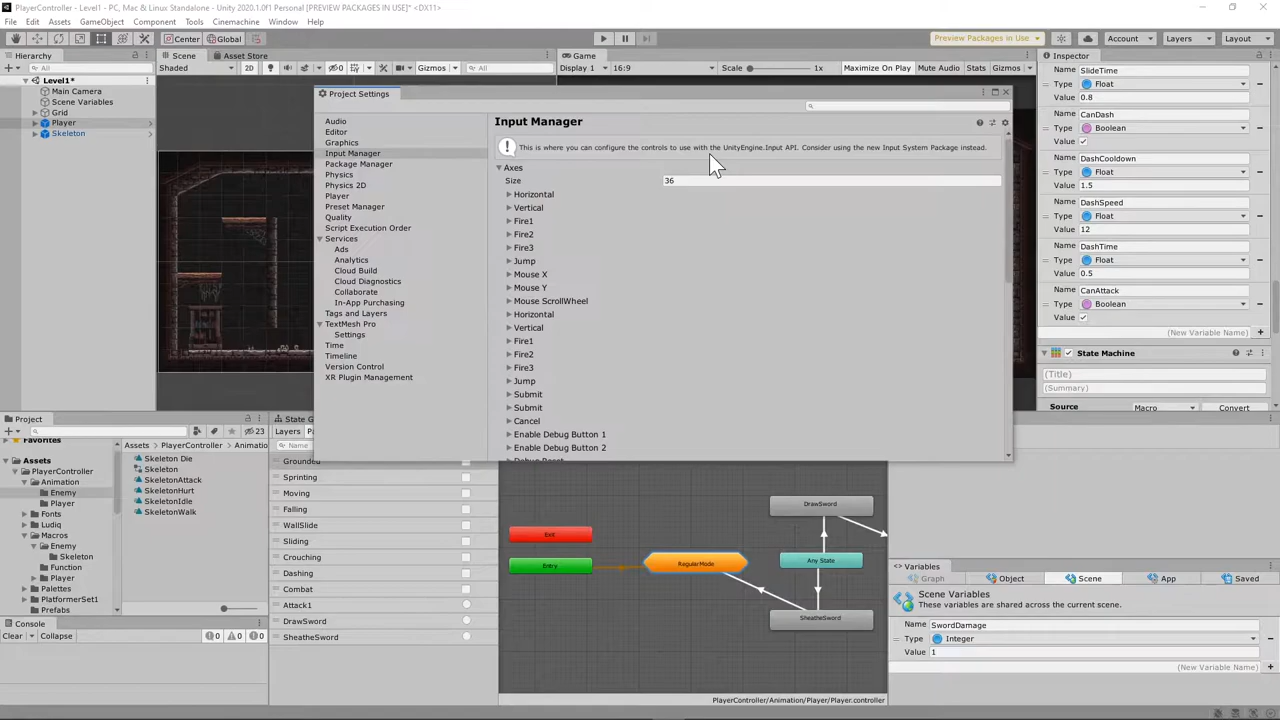 PlayerController - Level1 - PC, Mac & Linux Standalone - Unity 2020.1.0f1 Personal [PREVIEW PACKAGES IN USE]* <DX11>
File Edit Assets GameObject Component Tools Cinemachine Window Help
Center Global Preview Packages in Use Account Layers Layout
Hierarchy
All
Level1*
Main Camera
Scene Variables
Grid
Player
Skeleton
Scene Asset Store
Shaded 2D 0 Gizmos All
Game
Display 1 16:9 Scale 1x Maximize On Play Mute Audio Stats Gizmos
Project Settings
Audio
Editor
Graphics
Input Manager
Package Manager
Physics
Physics 2D
Player
Preset Manager
Quality
Script Execution Order
Services
Ads
Analytics
Cloud Build
Cloud Diagnostics
Collaborate
In-App Purchasing
Tags and Layers
TextMesh Pro
Settings
Time
Timeline
Version Control
XR Plugin Management
Input Manager
This is where you can configure the controls to use with the UnityEngine.Input API. Consider using the new Input System Package instead.
Axes
Size 36
Horizontal
Vertical
Fire1
Fire2
Fire3
Jump
Mouse X
Mouse Y
Mouse ScrollWheel
Horizontal
Vertical
Fire1
Fire2
Fire3
Jump
Submit
Submit
Cancel
Enable Debug Button 1
Enable Debug Button 2
Debug Reset
Inspector
Name SlideTime
Type Float
Value 0.8
Name CanDash
Type Boolean
Value
Name DashCooldown
Type Float
Value 1.5
Name DashSpeed
Type Float
Value 12
Name DashTime
Type Float
Value 0.5
Name CanAttack
Type Boolean
Value
(New Variable Name)
State Machine
(Title)
(Summary)
Source Macro Convert
Project
23
Favorites
Assets
PlayerController
Animation
Enemy
Player
Fonts
Ludiq
Macros
Enemy
Skeleton
Function
Player
Palettes
PlatformerSet1
Prefabs
Assets PlayerController Animatio
Skeleton Die
Skeleton
SkeletonAttack
SkeletonHurt
SkeletonIdle
SkeletonWalk
Console
Clear Collapse 0 0 0
State G
Layers
Name
Grounded
Sprinting
Moving
Falling
WallSlide
Sliding
Crouching
Dashing
Combat
Attack1
DrawSword
SheatheSword
Exit
Entry
RegularMode
DrawSword
Any State
SheatheSword
PlayerController/Animation/Player/Player.controller
Variables
Graph Object Scene App Saved
Scene Variables
These variables are shared across the current scene.
Name SwordDamage
Type Integer
Value 1
(New Variable Name)